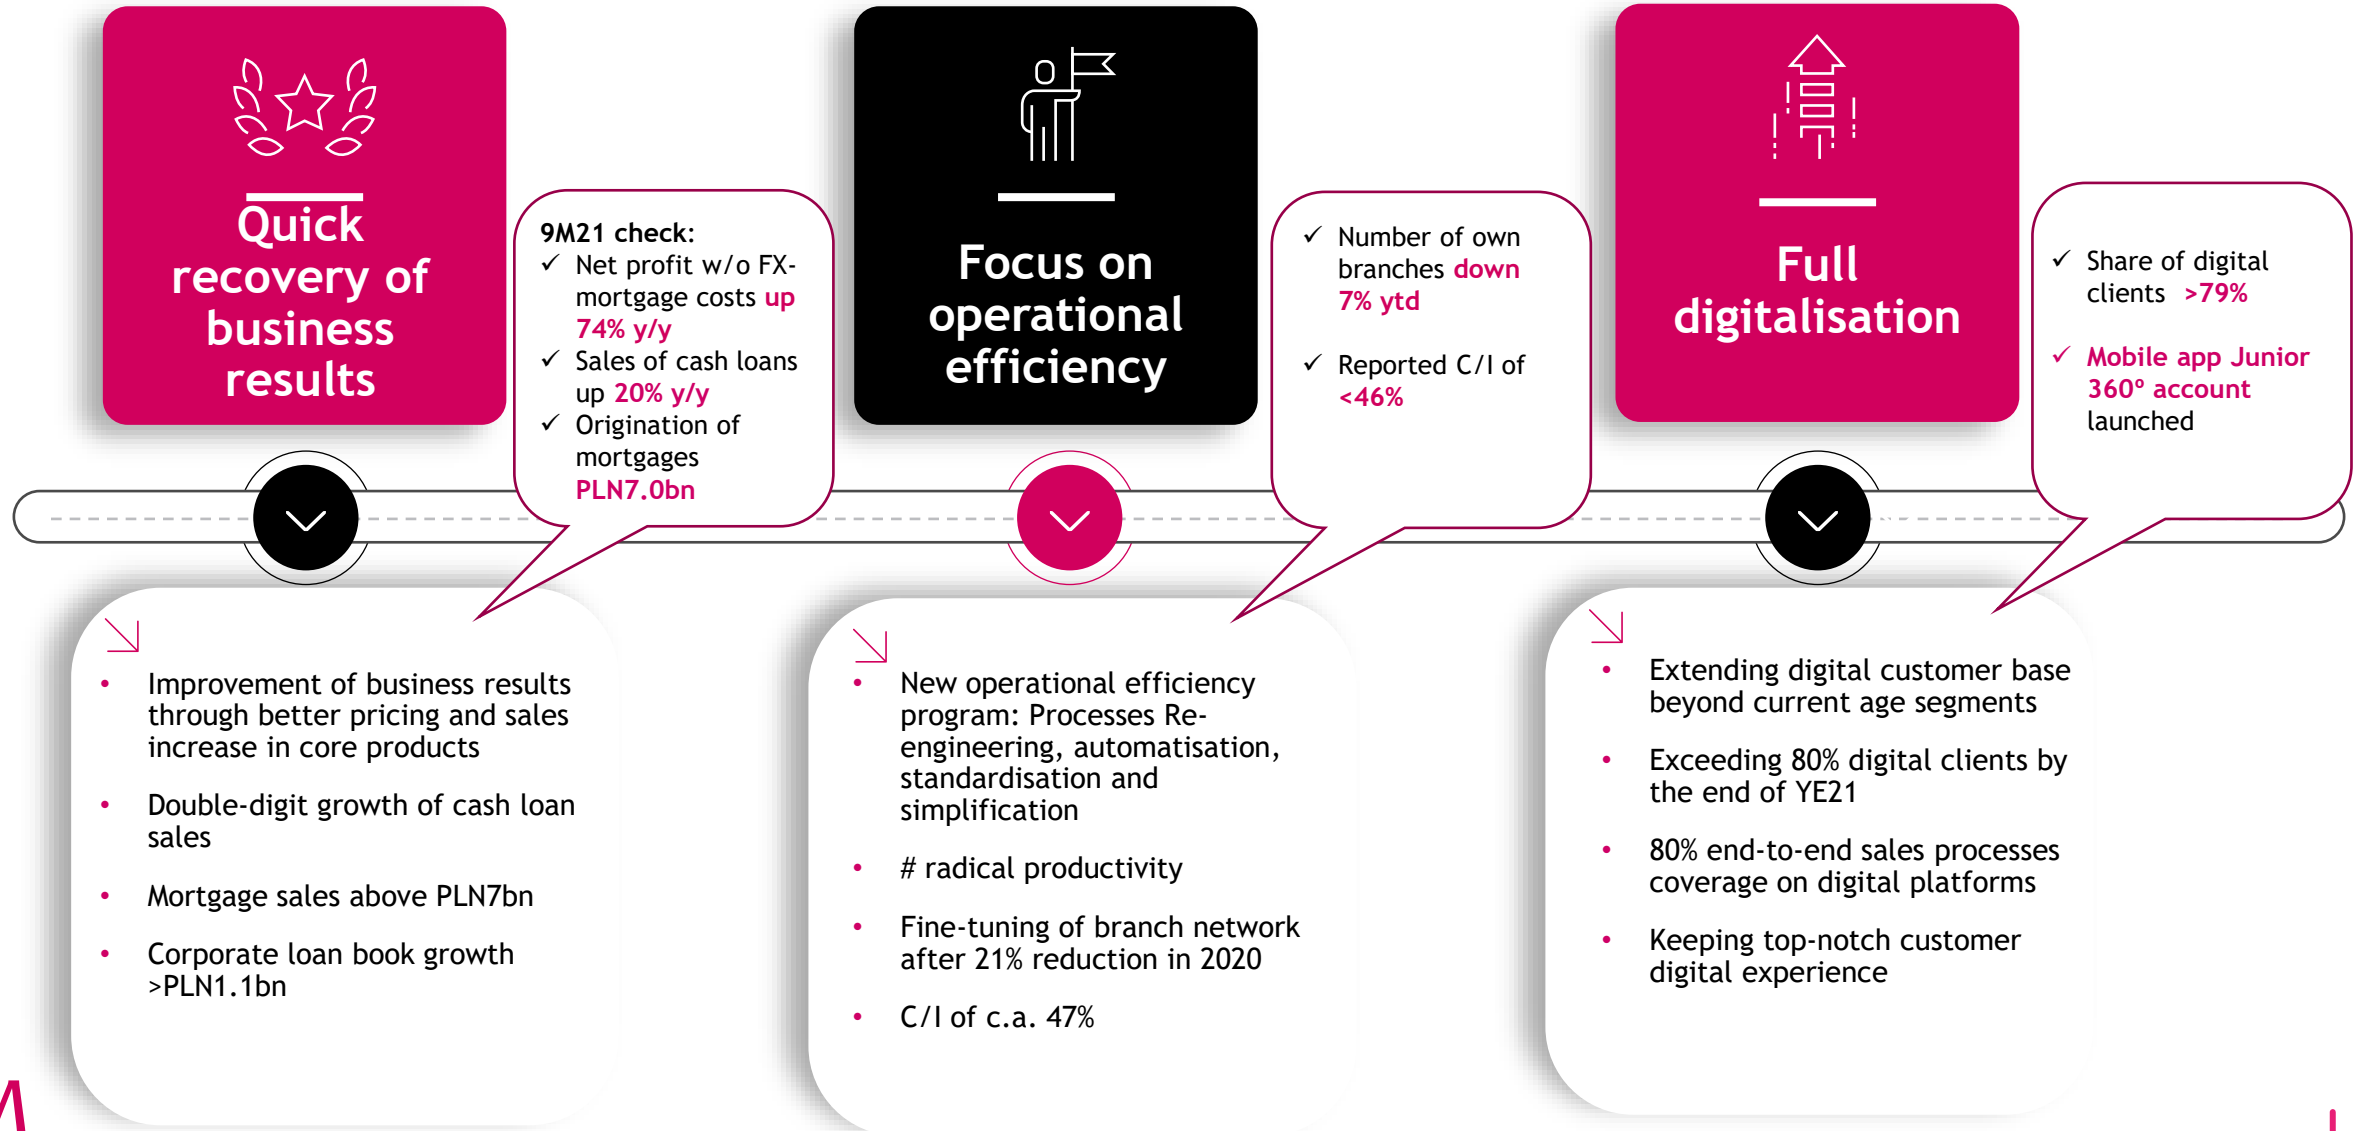 Quick
recovery of
business
results
9M21 check:
✓ Net profit w/o FX-
mortgage costs up
74% y/y
✓ Sales of cash loans
up 20% y/y
✓ Origination of
mortgages
PLN7.0bn
• Improvement of business results
through better pricing and sales
increase in core products
• Double-digit growth of cash loan
sales
• Mortgage sales above PLN7bn
• Corporate loan book growth
>PLN1.1bn
Focus on
operational
efficiency
✓ Number of own
branches down
7% ytd
✓ Reported C/I of
<46%
• New operational efficiency
program: Processes Re-
engineering, automatisation,
standardisation and
simplification
• # radical productivity
• Fine-tuning of branch network
after 21% reduction in 2020
• C/I of c.a. 47%
Full
digitalisation
✓ Share of digital
clients >79%
✓ Mobile app Junior
360º account
launched
• Extending digital customer base
beyond current age segments
• Exceeding 80% digital clients by
the end of YE21
• 80% end-to-end sales processes
coverage on digital platforms
• Keeping top-notch customer
digital experience